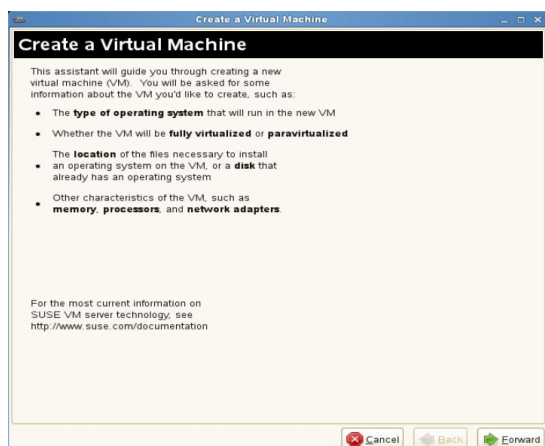 Create a Virtual Machine
Create a Virtual Machine
This assistant will guide you through creating a new
virtual machine (VM). You will be asked for some
information about the VM you'd like to create, such as:
• The type of operating system that will run in the new VM
• Whether the VM will be fully virtualized or paravirtualized
The location of the files necessary to install
• an operating system on the VM, or a disk that
already has an operating system
• Other characteristics of the VM, such as
memory, processors, and network adapters.
For the most current information on
SUSE VM server technology, see
http://www.suse.com/documentation
Cancel Back Forward